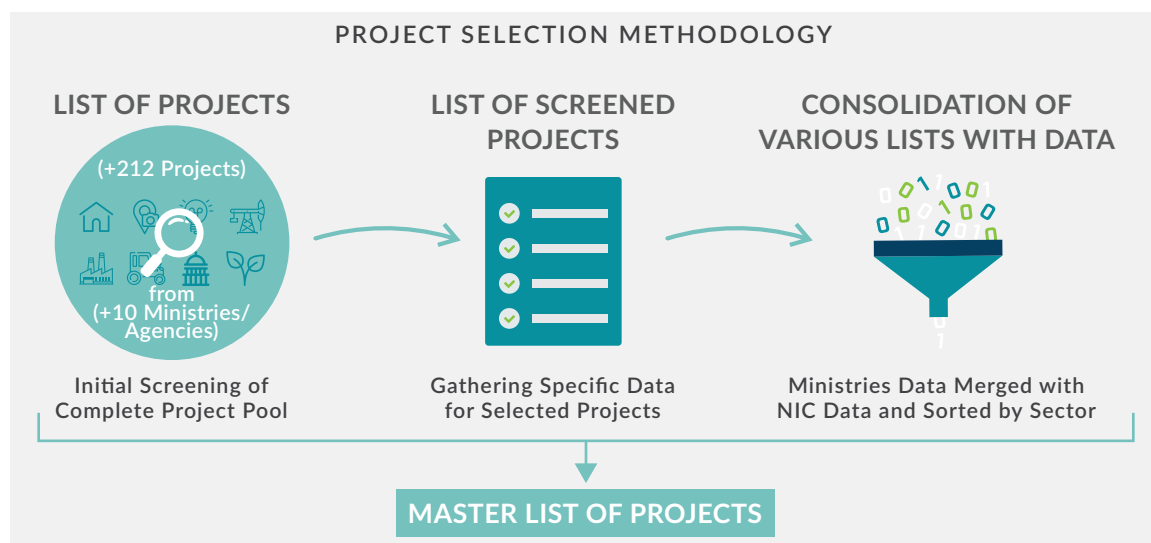 PROJECT SELECTION METHODOLOGY
LIST OF PROJECTS
(+212 Projects)
from
(+10 Ministries/
Agencies)
Initial Screening of
Complete Project Pool
LIST OF SCREENED
PROJECTS
Gathering Specific Data
for Selected Projects
CONSOLIDATION OF
VARIOUS LISTS WITH DATA
Ministries Data Merged with
NIC Data and Sorted by Sector
MASTER LIST OF PROJECTS